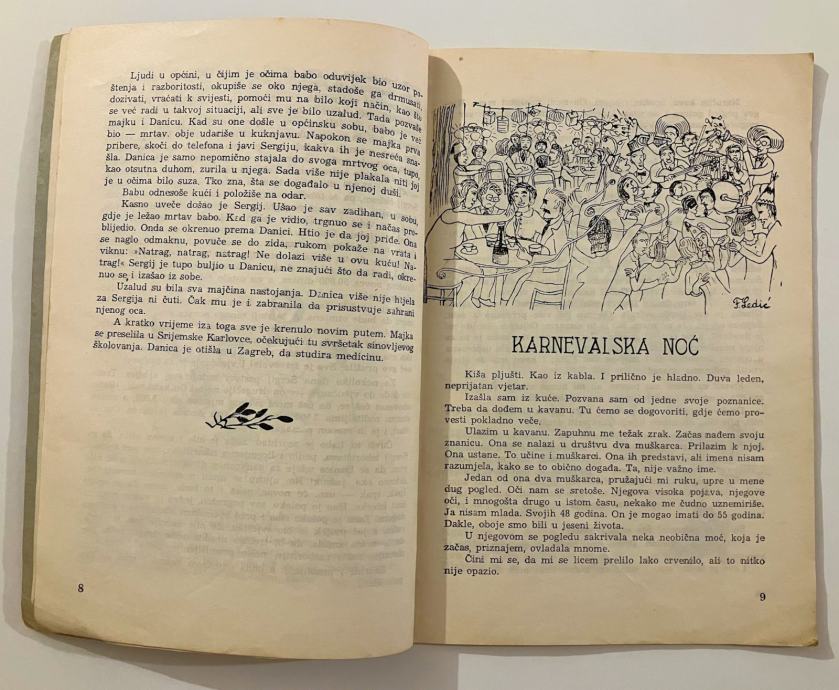 Ljudi u općini, u čijim je očima babo oduvijek bio uzor po-
štenja i razboritosti, okupiše se oko njega, stadoše ga drmusati,
dozivati, vraćati k svijesti, pomoći mu na bilo koji način, kao što
se već radi u takvoj situaciji, ali sve je bilo uzalud. Tada pozvaše
majku i Danicu. Kad su one došle u općinsku sobu, babo je već
bio — mrtav. obje udariše u kuknjavu. Napokon se majka prva
pribere, skoči do telefona i javi Sergiju, kakva ih je nesreća sna-
šla. Danica je samo nepomično stajala do svoga mrtvog oca, tupo,
kao otsutna duhom, zurila u njega. Sada više nije plakala niti joj
je u očima bilo suza. Tko zna, šta se događalo u njenoj duši.
Babu odnesoše kući i položiše na odar.
Kasno uveče došao je Sergij. Ušao je sav zadihan, u sobu,
gdje je ležao mrtav babo. Kad ga je vidio, trgnuo se i načas pro-
blijedio. Onda se okrenuo prema Danici. Htio je da joj priđe. Ona
se naglo odmaknu, povuče se do zida, rukom pokaže na vrata i
viknu: »Natrag, natrag, natrag! Ne dolazi više u ovu kuću! Na-
trag!« Sergij je tupo buljio u Danicu, ne znajući što da radi, okre-
nuo se i izašao iz sobe.
Uzalud su bila sva majčina nastojanja. Danica više nije htjela
za Sergija ni čuti. Čak mu je i zabranila da prisustvuje sahrani
njenog oca.
A kratko vrijeme iza toga sve je krenulo novim putem. Majka
se preselila u Srijemske Karlovce, očekujući tu svršetak sinovljevog
školovanja. Danica je otišla u Zagreb, da studira medicinu.
8
F. Ledić
KARNEVALSKA NOĆ
Kiša pljušti. Kao iz kabla. I prilično je hladno. Duva leden,
neprijatan vjetar.
Izašla sam iz kuće. Pozvana sam od jedne svoje poznanice.
Treba da dođem u kavanu. Tu ćemo se dogovoriti, gdje ćemo pro-
vesti pokladno veče.
Ulazim u kavanu. Zapuhnu me težak zrak. Začas nađem svoju
znanicu. Ona se nalazi u društvu dva muškarca. Prilazim k njoj.
Ona ustane. To učine i muškarci. Ona ih predstavi, ali imena nisam
razumjela, kako se to obično događa. Ta, nije važno ime.
Jedan od ona dva muškarca, pružajući mi ruku, upre u mene
dug pogled. Oči nam se sretoše. Njegova visoka pojava, njegove
oči, i mnogošta drugo u istom času, nekako me čudno uznemiriše.
Ja nisam mlada. Svojih 48 godina. On je mogao imati do 55 godina.
Dakle, oboje smo bili u jeseni života.
U njegovom se pogledu sakrivala neka neobična moć, koja je
začas, priznajem, ovladala mnome.
Čini mi se, da mi se licem prelilo lako crvenilo, ali to nitko
nije opazio.
9